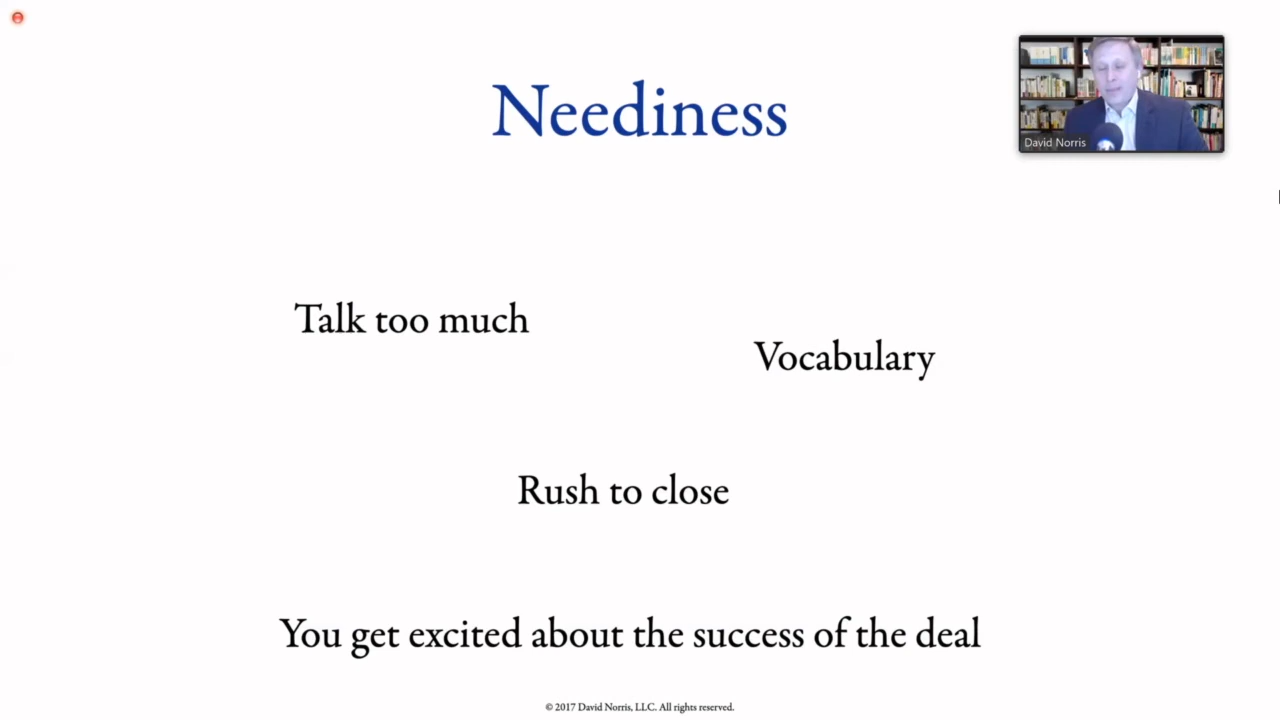 Neediness
David Norris
Talk too much
Vocabulary
Rush to close
You get excited about the success of the deal
© 2017 David Norris, LLC. All rights reserved.